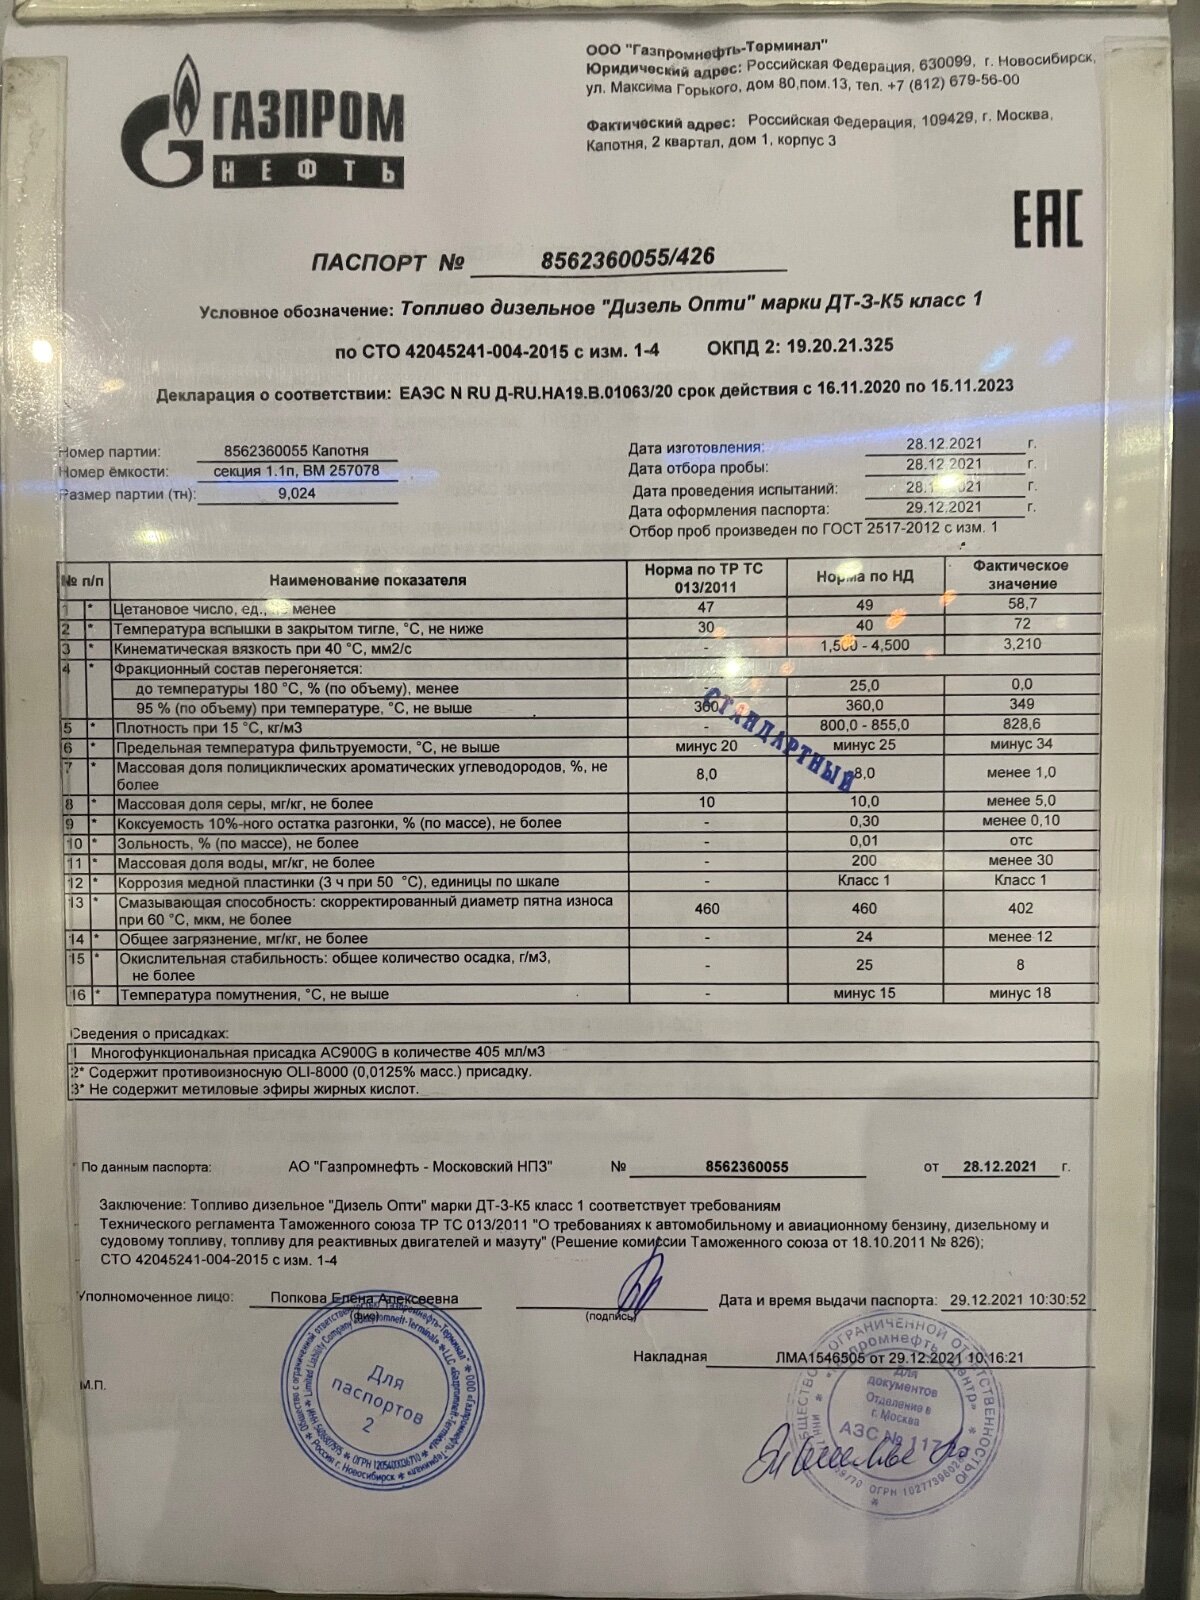 ГАЗПРОМ
НЕФТЬ
ООО "Газпромнефть-Терминал"
Юридический адрес: Российская Федерация, 630099, г. Новосибирск,
ул. Максима Горького, дом 80,пом.13, тел. +7 (812) 679-56-00
Фактический адрес: Российская Федерация, 109429, г. Москва,
Капотня, 2 квартал, дом 1, корпус 3
ЕАС
ПАСПОРТ № 8562360055/426
Условное обозначение: Топливо дизельное "Дизель Опти" марки ДТ-З-К5 класс 1
по СТО 42045241-004-2015 с изм. 1-4 ОКПД 2: 19.20.21.325
Декларация о соответствии: ЕАЭС N RU Д-RU.НА19.В.01063/20 срок действия с 16.11.2020 по 15.11.2023
Номер партии: 8562360055 Капотня
Номер ёмкости: секция 1.1п, ВМ 257078
Размер партии (тн): 9,024
Дата изготовления: 28.12.2021 г.
Дата отбора пробы: 28.12.2021 г.
Дата проведения испытаний: г.
Дата оформления паспорта: 29.12.2021 г.
Отбор проб произведен по ГОСТ 2517-2012 с изм. 1
№ п/п Наименование показателя Норма по ТР ТС 013/2011 Норма по НД Фактическое значение
1 * Цетановое число, ед., не менее 47 49 58,7
2 * Температура вспышки в закрытом тигле, °С, не ниже 30 40 72
3 * Кинематическая вязкость при 40 °С, мм2/с - 1,500 - 4,500 3,210
4 * Фракционный состав перегоняется:
до температуры 180 °С, % (по объему), менее - 25,0 0,0
95 % (по объему) при температуре, °С, не выше 360 360,0 349
5 * Плотность при 15 °С, кг/м3 - 800,0 - 855,0 828,6
6 * Предельная температура фильтруемости, °С, не выше минус 20 минус 25 минус 34
7 * Массовая доля полициклических ароматических углеводородов, %, не
более 8,0 8,0 менее 1,0
8 * Массовая доля серы, мг/кг, не более 10 10,0 менее 5,0
9 * Коксуемость 10%-ного остатка разгонки, % (по массе), не более - 0,30 менее 0,10
10 * Зольность, % (по массе), не более - 0,01 отс
11 * Массовая доля воды, мг/кг, не более - 200 менее 30
12 * Коррозия медной пластинки (3 ч при 50 °С), единицы по шкале - Класс 1 Класс 1
13 * Смазывающая способность: скорректированный диаметр пятна износа
при 60 °С, мкм, не более 460 460 402
14 * Общее загрязнение, мг/кг, не более - 24 менее 12
15 * Окислительная стабильность: общее количество осадка, г/м3,
не более - 25 8
16 * Температура помутнения, °С, не выше - минус 15 минус 18
СТАНДАРТНЫЙ
Сведения о присадках:
1 Многофункциональная присадка АС900G в количестве 405 мл/м3
2* Содержит противоизносную OLI-8000 (0,0125% масс.) присадку.
3* Не содержит метиловые эфиры жирных кислот.
* По данным паспорта: АО "Газпромнефть - Московский НПЗ" № 8562360055 от 28.12.2021 г.
Заключение: Топливо дизельное "Дизель Опти" марки ДТ-З-К5 класс 1 соответствует требованиям
Технического регламента Таможенного союза ТР ТС 013/2011 "О требованиях к автомобильному и авиационному бензину, дизельному и
судовому топливу, топливу для реактивных двигателей и мазуту" (Решение комиссии Таможенного союза от 18.10.2011 № 826);
СТО 42045241-004-2015 с изм. 1-4
Уполномоченное лицо: Попкова Елена Алексеевна
(фио) (подпись)
Дата и время выдачи паспорта: 29.12.2021 10:30:52
Накладная ЛМА1546505 от 29.12.2021 10:16:21
М.П.
Для
паспортов
2
Для
документов
Отделение в
г. Москва
АЗС №